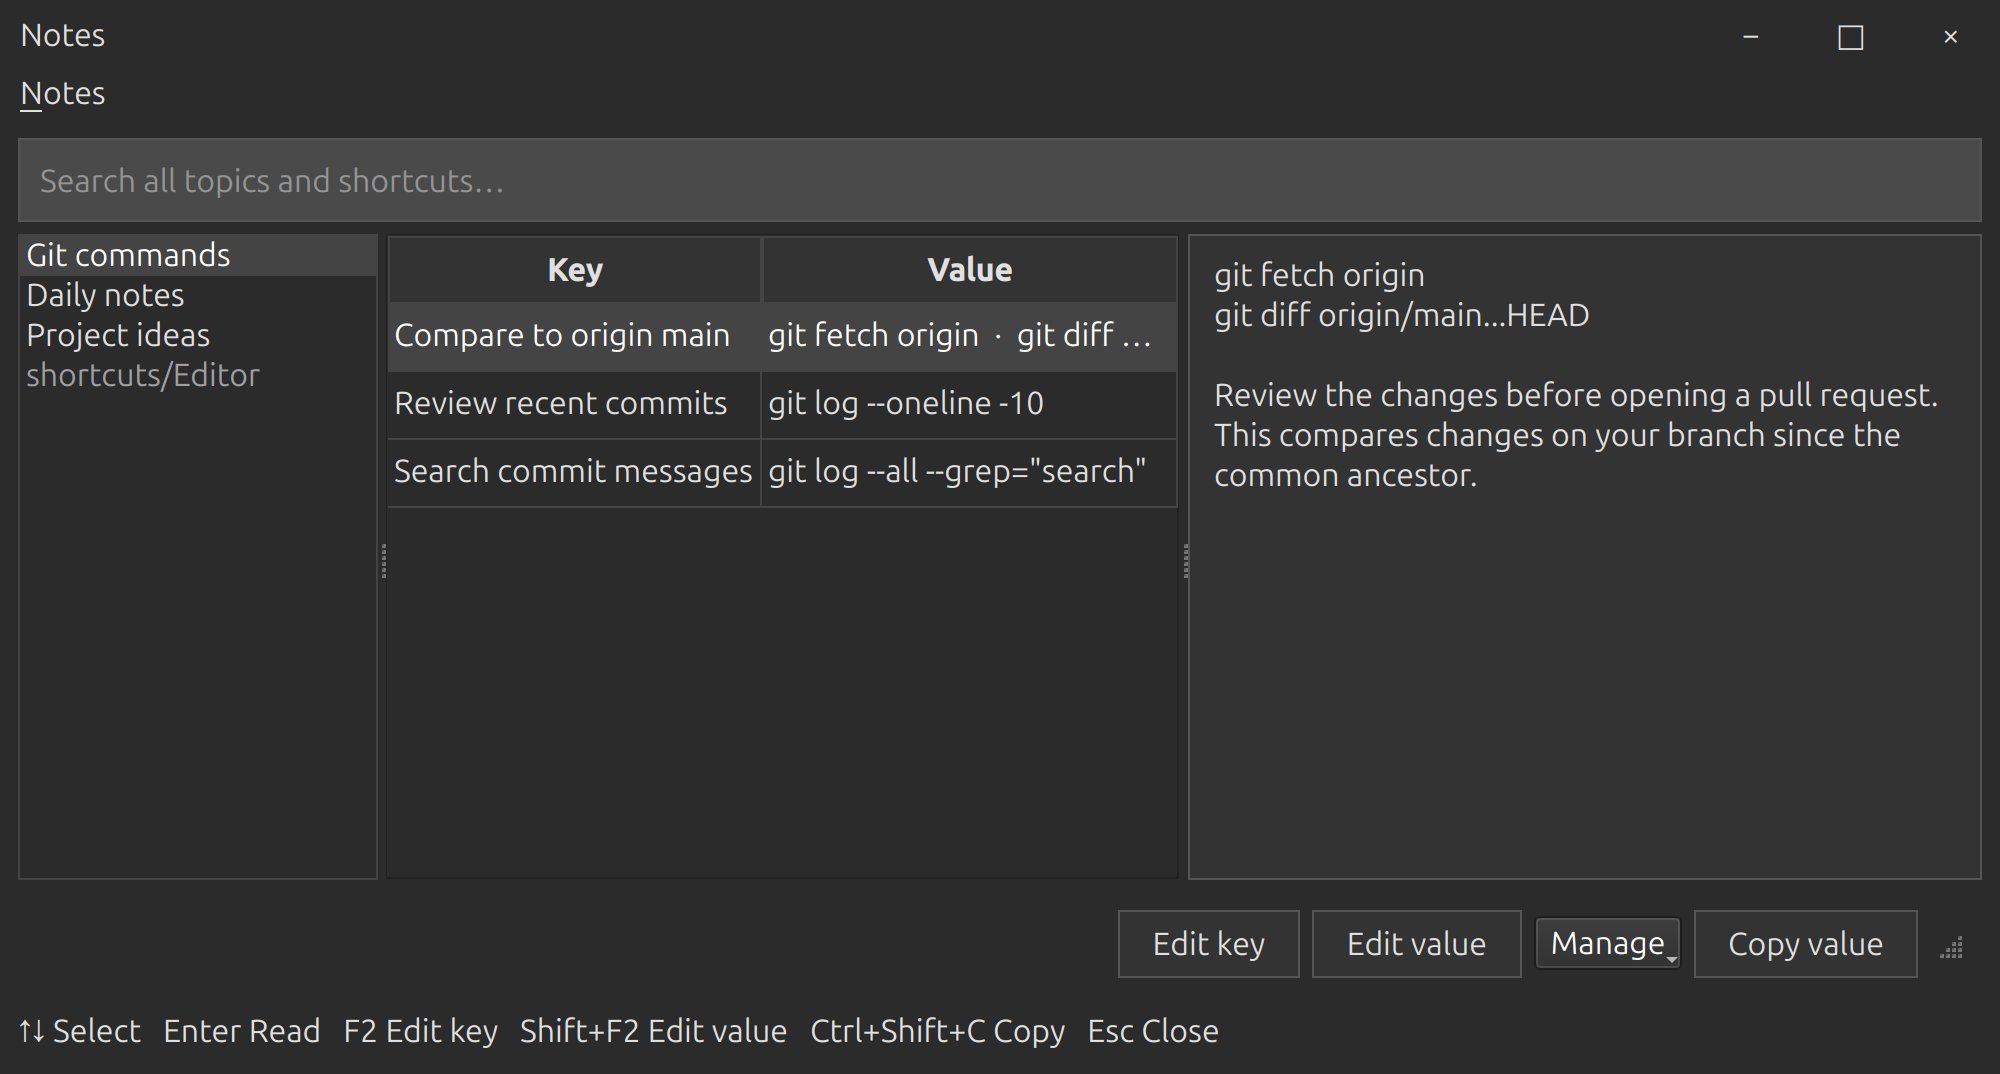 Notes
Notes
Search all topics and shortcuts…
Git commands
Daily notes
Project ideas
shortcuts/Editor
Key Value
Compare to origin main git fetch origin · git diff …
Review recent commits git log --oneline -10
Search commit messages git log --all --grep="search"
git fetch origin
git diff origin/main...HEAD
Review the changes before opening a pull request.
This compares changes on your branch since the
common ancestor.
Edit key Edit value Manage Copy value
↑↓ Select Enter Read F2 Edit key Shift+F2 Edit value Ctrl+Shift+C Copy Esc Close